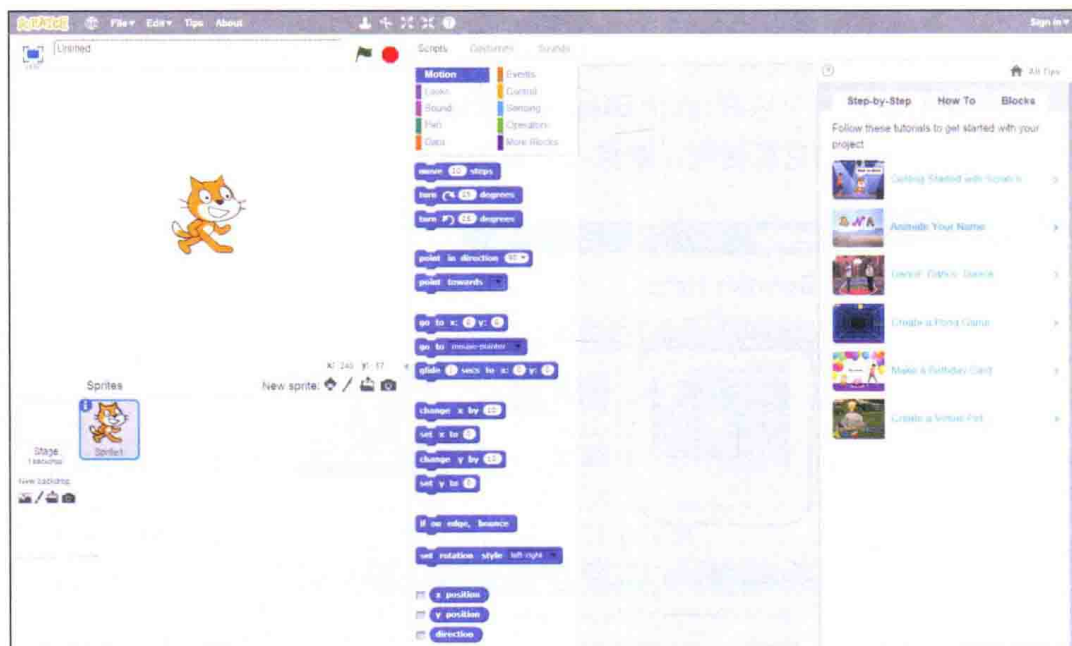 SCRATCH File Edit Tips About Sign in
Untitled
Scripts Costumes Sounds
Motion Events
Looks Control
Sound Sensing
Pen Operators
Data More Blocks
move 10 steps
turn 15 degrees
turn 15 degrees
point in direction 90
point towards
go to x: 0 y: 0
go to mouse-pointer
glide 1 secs to x: 0 y: 0
change x by 10
set x to 0
change y by 10
set y to 0
if on edge, bounce
set rotation style left-right
x position
y position
direction
Sprites New sprite:
Sprite1
Stage
1 backdrop
New backdrop
All Tips
Step-by-Step How To Blocks
Follow these tutorials to get started with your
project
Getting Started with Scratch
Animate Your Name
Dance, Dance, Dance
Create a Pong Game
Make a Birthday Card
Create a Virtual Pet